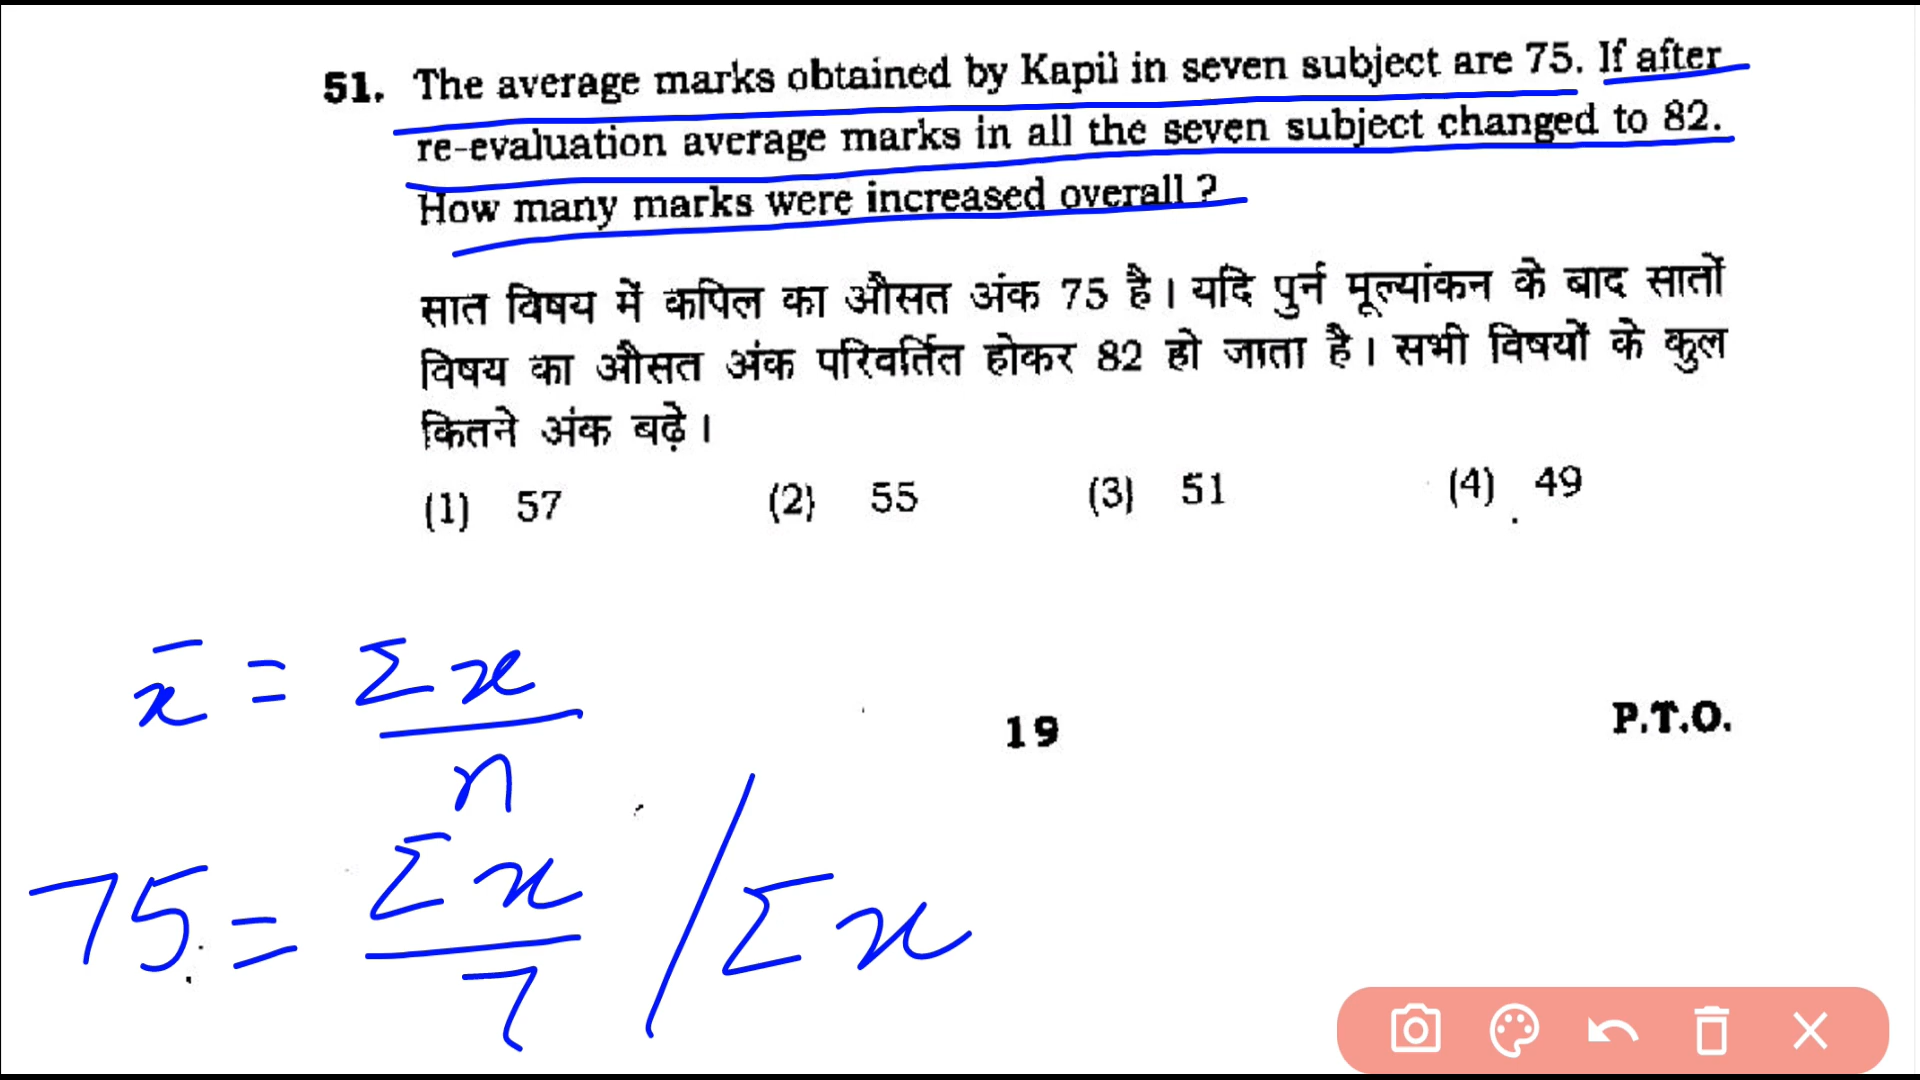 51. The average marks obtained by Kapil in seven subject are 75. If after
re-evaluation average marks in all the seven subject changed to 82.
How many marks were increased overall ?
सात विषय में कपिल का औसत अंक 75 है। यदि पुर्न मूल्यांकन के बाद सातों
विषय का औसत अंक परिवर्तित होकर 82 हो जाता है। सभी विषयों के कुल
कितने अंक बढ़े।
(1) 57 (2) 55 (3) 51 (4) 49
x̄ = Σx
n
19 P.T.O.
75 = Σx / Σx
7